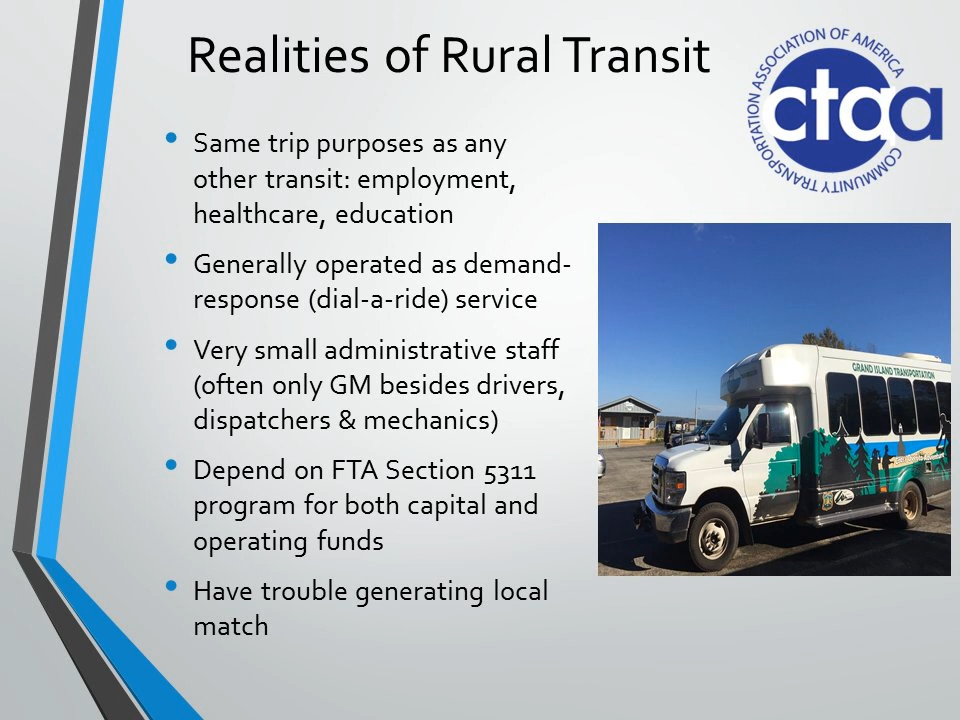 Realities of Rural Transit
COMMUNITY TRANSPORTATION ASSOCIATION OF AMERICA
ctaa
• Same trip purposes as any
other transit: employment,
healthcare, education
• Generally operated as demand-
response (dial-a-ride) service
• Very small administrative staff
(often only GM besides drivers,
dispatchers & mechanics)
• Depend on FTA Section 5311
program for both capital and
operating funds
• Have trouble generating local
match
GRAND ISLAND TRANSPORTATION